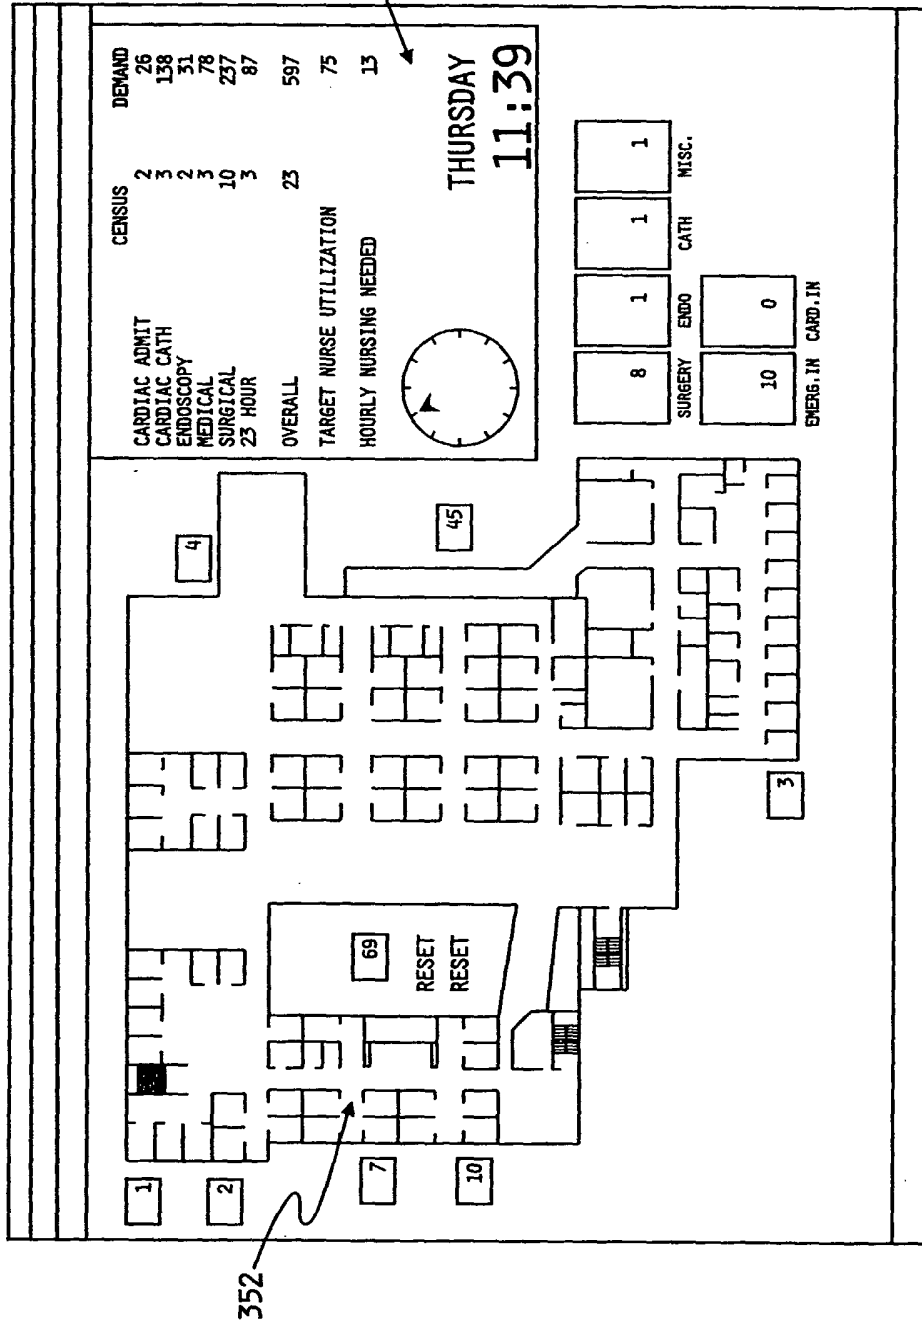 CENSUS DEMAND
CARDIAC ADMIT 2 26
CARDIAC CATH 3 138
ENDOSCOPY 2 31
MEDICAL 3 78
SURGICAL 10 237
23 HOUR 3 87
OVERALL 23 597
TARGET NURSE UTILIZATION 75
HOURLY NURSING NEEDED 13
THURSDAY
11:39
1
2
7
10
69
RESET
RESET
4
45
3
8 1 1 1
SURGERY ENDO CATH MISC.
10 0
EMERG.IN CARD.IN
352